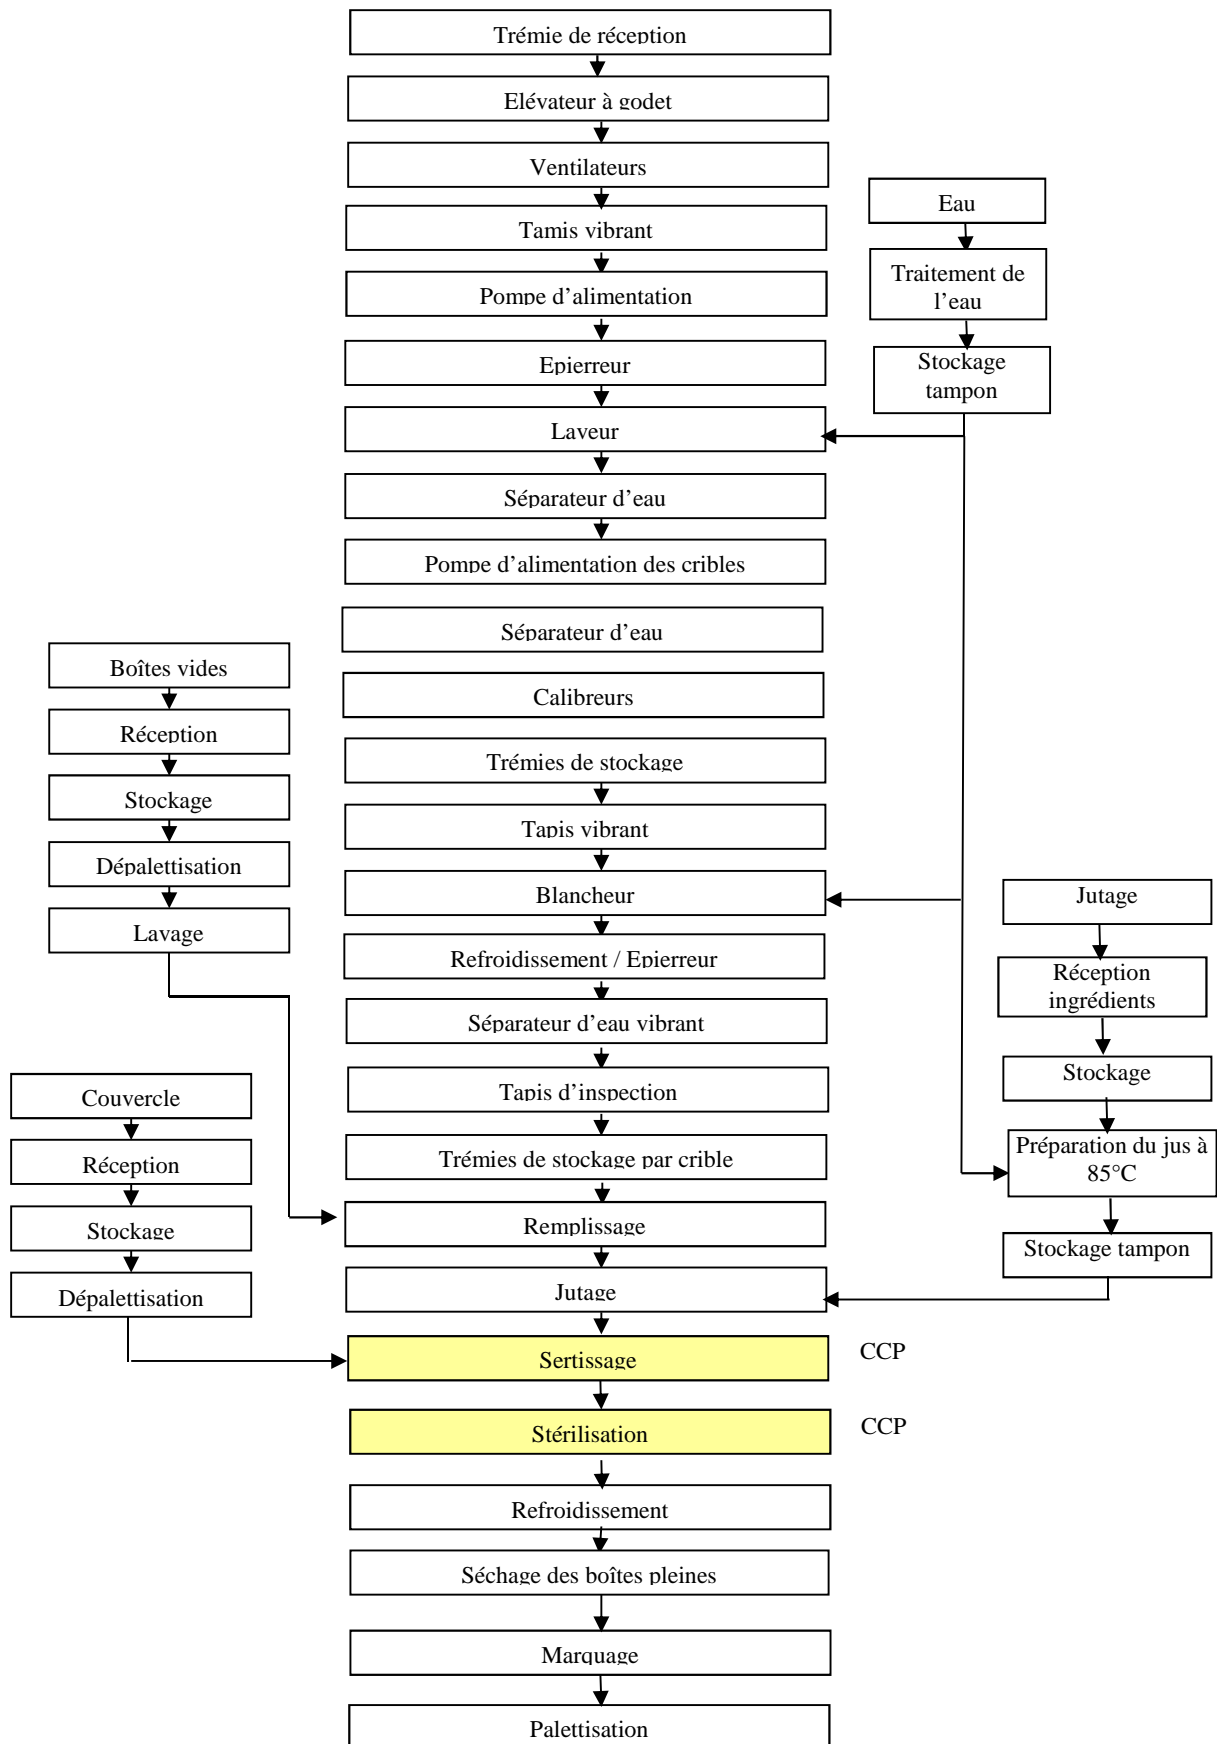 Trémie de réception
Elévateur à godet
Ventilateurs
Tamis vibrant
Pompe d'alimentation
Epierreur
Laveur
Séparateur d'eau
Pompe d'alimentation des cribles
Séparateur d'eau
Calibreurs
Trémies de stockage
Tapis vibrant
Blancheur
Refroidissement / Epierreur
Séparateur d'eau vibrant
Tapis d'inspection
Trémies de stockage par crible
Remplissage
Jutage
Sertissage
CCP
Stérilisation
CCP
Refroidissement
Séchage des boîtes pleines
Marquage
Palettisation
Eau
Traitement de
l'eau
Stockage
tampon
Boîtes vides
Réception
Stockage
Dépalettisation
Lavage
Couvercle
Réception
Stockage
Dépalettisation
Jutage
Réception
ingrédients
Stockage
Préparation du jus à
85°C
Stockage tampon